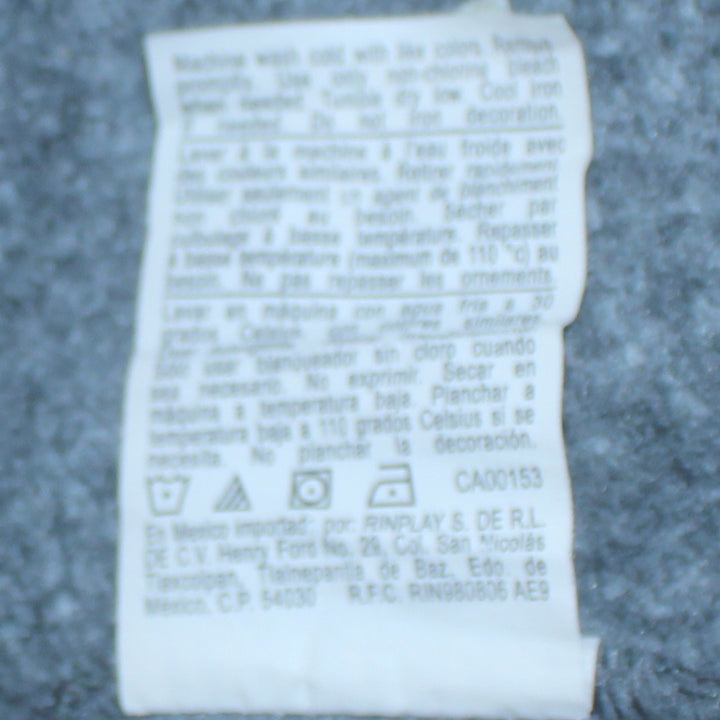 Machine wash cold with like colors. Remove
promptly. Use only non-chlorine bleach
when needed. Tumble dry low. Cool iron
if needed. Do not iron decoration.
Laver à la machine à l'eau froide avec
des couleurs similaires. Retirer rapidement.
Utiliser seulement un agent de blanchiment
non chloré au besoin. Sécher par
culbutage à basse température. Repasser
à basse température (maximum de 110 °c) au
besoin. Ne pas repasser les ornements.
Lavar en máquina con agua fria a 30
grados Celsius con colores similares.
Solo usar blanqueador sin cloro cuando
sea necesario. No exprimir. Secar en
máquina a temperatura baja. Planchar a
temperatura baja a 110 grados Celsius si se
necesita. No planchar la decoración.
CA00153
En Mexico importado por: RINPLAY S. DE R.L.
DE C.V. Henry Ford No. 29, Col. San Nicolás
Tlaxcolpan, Tlalnepantla de Baz, Edo. de
México, C.P. 54030 R.F.C. RIN980806 AE9